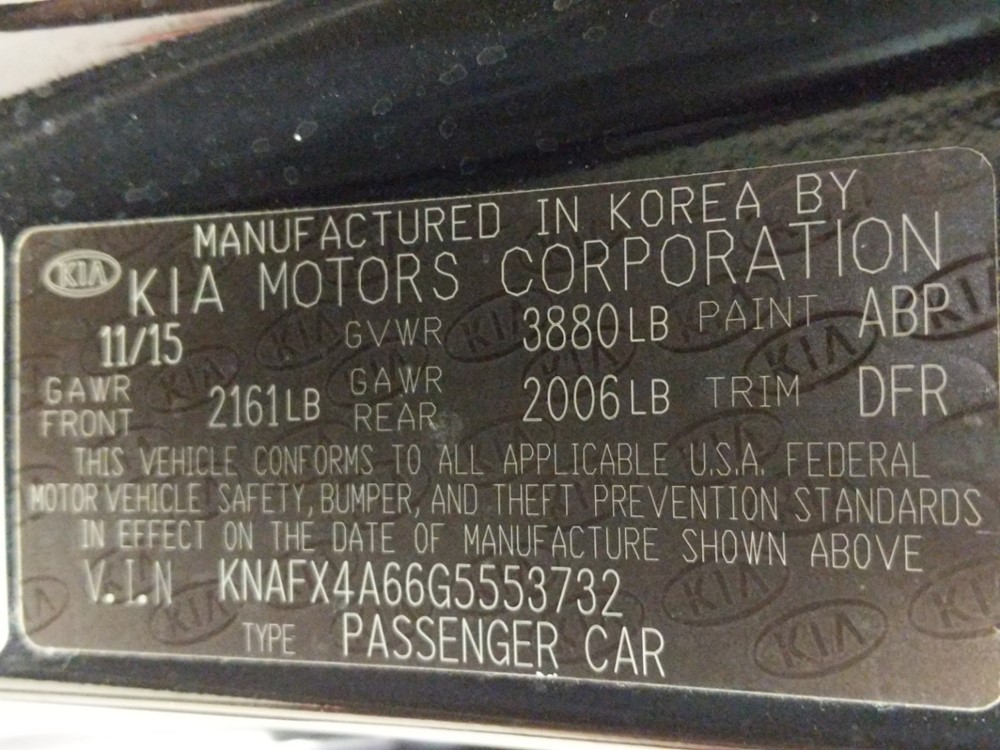 MANUFACTURED IN KOREA BY
KIA KIA MOTORS CORPORATION
11/15 GVWR 3880LB PAINT ABP
GAWR FRONT 2161LB GAWR REAR 2006LB TRIM DFR
THIS VEHICLE CONFORMS TO ALL APPLICABLE U.S.A. FEDERAL
MOTOR VEHICLE SAFETY, BUMPER, AND THEFT PREVENTION STANDARDS
IN EFFECT ON THE DATE OF MANUFACTURE SHOWN ABOVE
V.I.N KNAFX4A66G5553732
TYPE PASSENGER CAR